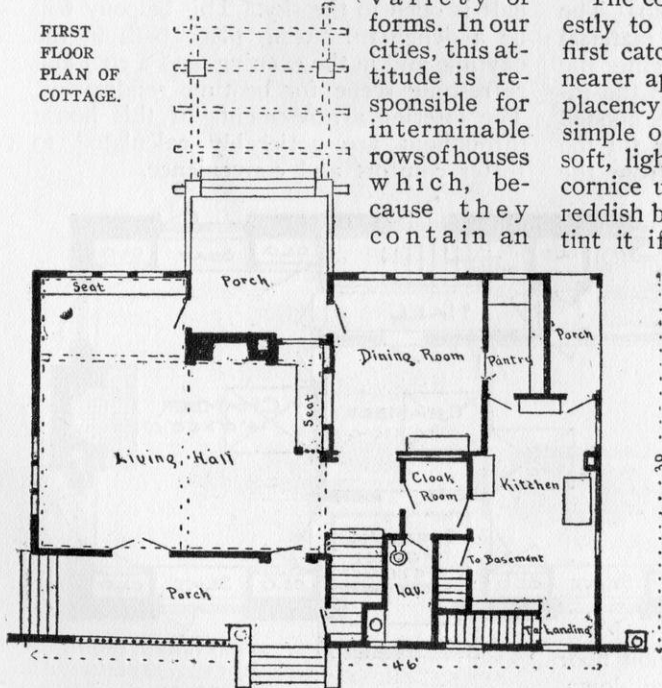 FIRST
FLOOR
PLAN OF
COTTAGE.
forms. In our
cities, this at-
titude is re-
sponsible for
interminable
rows of houses
which, be-
cause they
contain an
The co
estly to
first catc
nearer ap
placency
simple o
soft, ligh
cornice u
reddish b
tint it if
Seat
Porch
Dining Room
Pantry
Porch
Seat
Living Hall
Cloak
Room
Kitchen
To Basement
Porch
Lav.
To Landing
46'